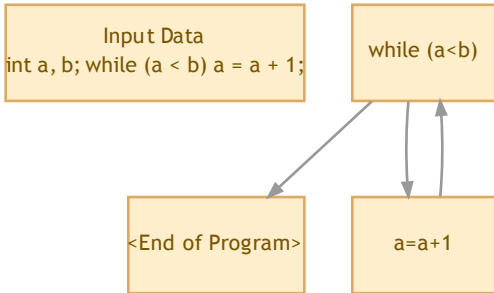 Input Data
int a, b; while (a < b) a = a + 1;
while (a<b)
<End of Program>
a=a+1